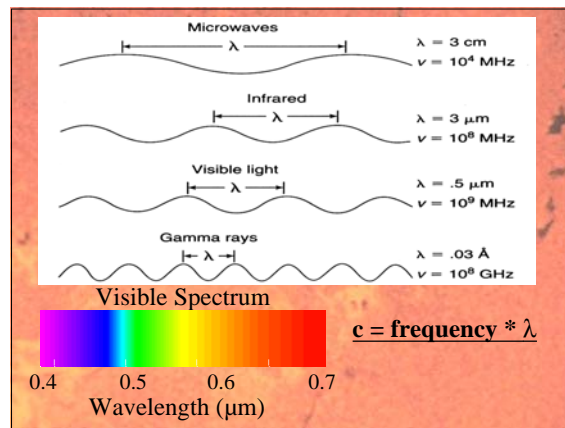 Microwaves
λ
λ = 3 cm
ν = 10⁴ MHz
Infrared
λ
λ = 3 μm
ν = 10⁸ MHz
Visible light
λ
λ = .5 μm
ν = 10⁹ MHz
Gamma rays
λ
λ = .03 Å
ν = 10⁸ GHz
Visible Spectrum
c = frequency * λ
0.4 0.5 0.6 0.7
Wavelength (μm)